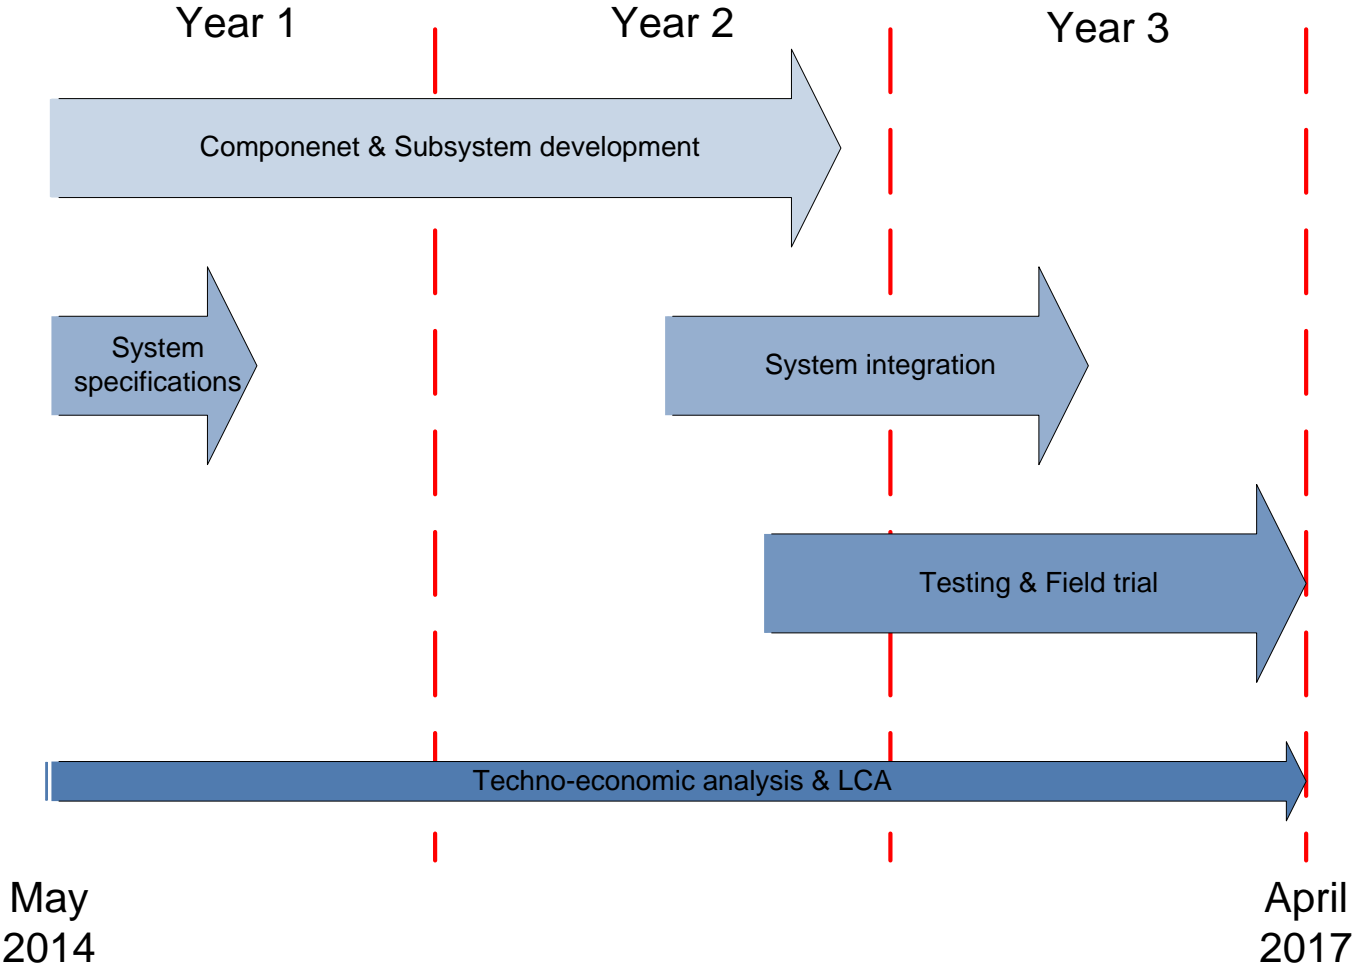 Year 1
Year 2
Year 3
Componenet & Subsystem development
System
specifications
System integration
Testing & Field trial
Techno-economic analysis & LCA
May
2014
April
2017